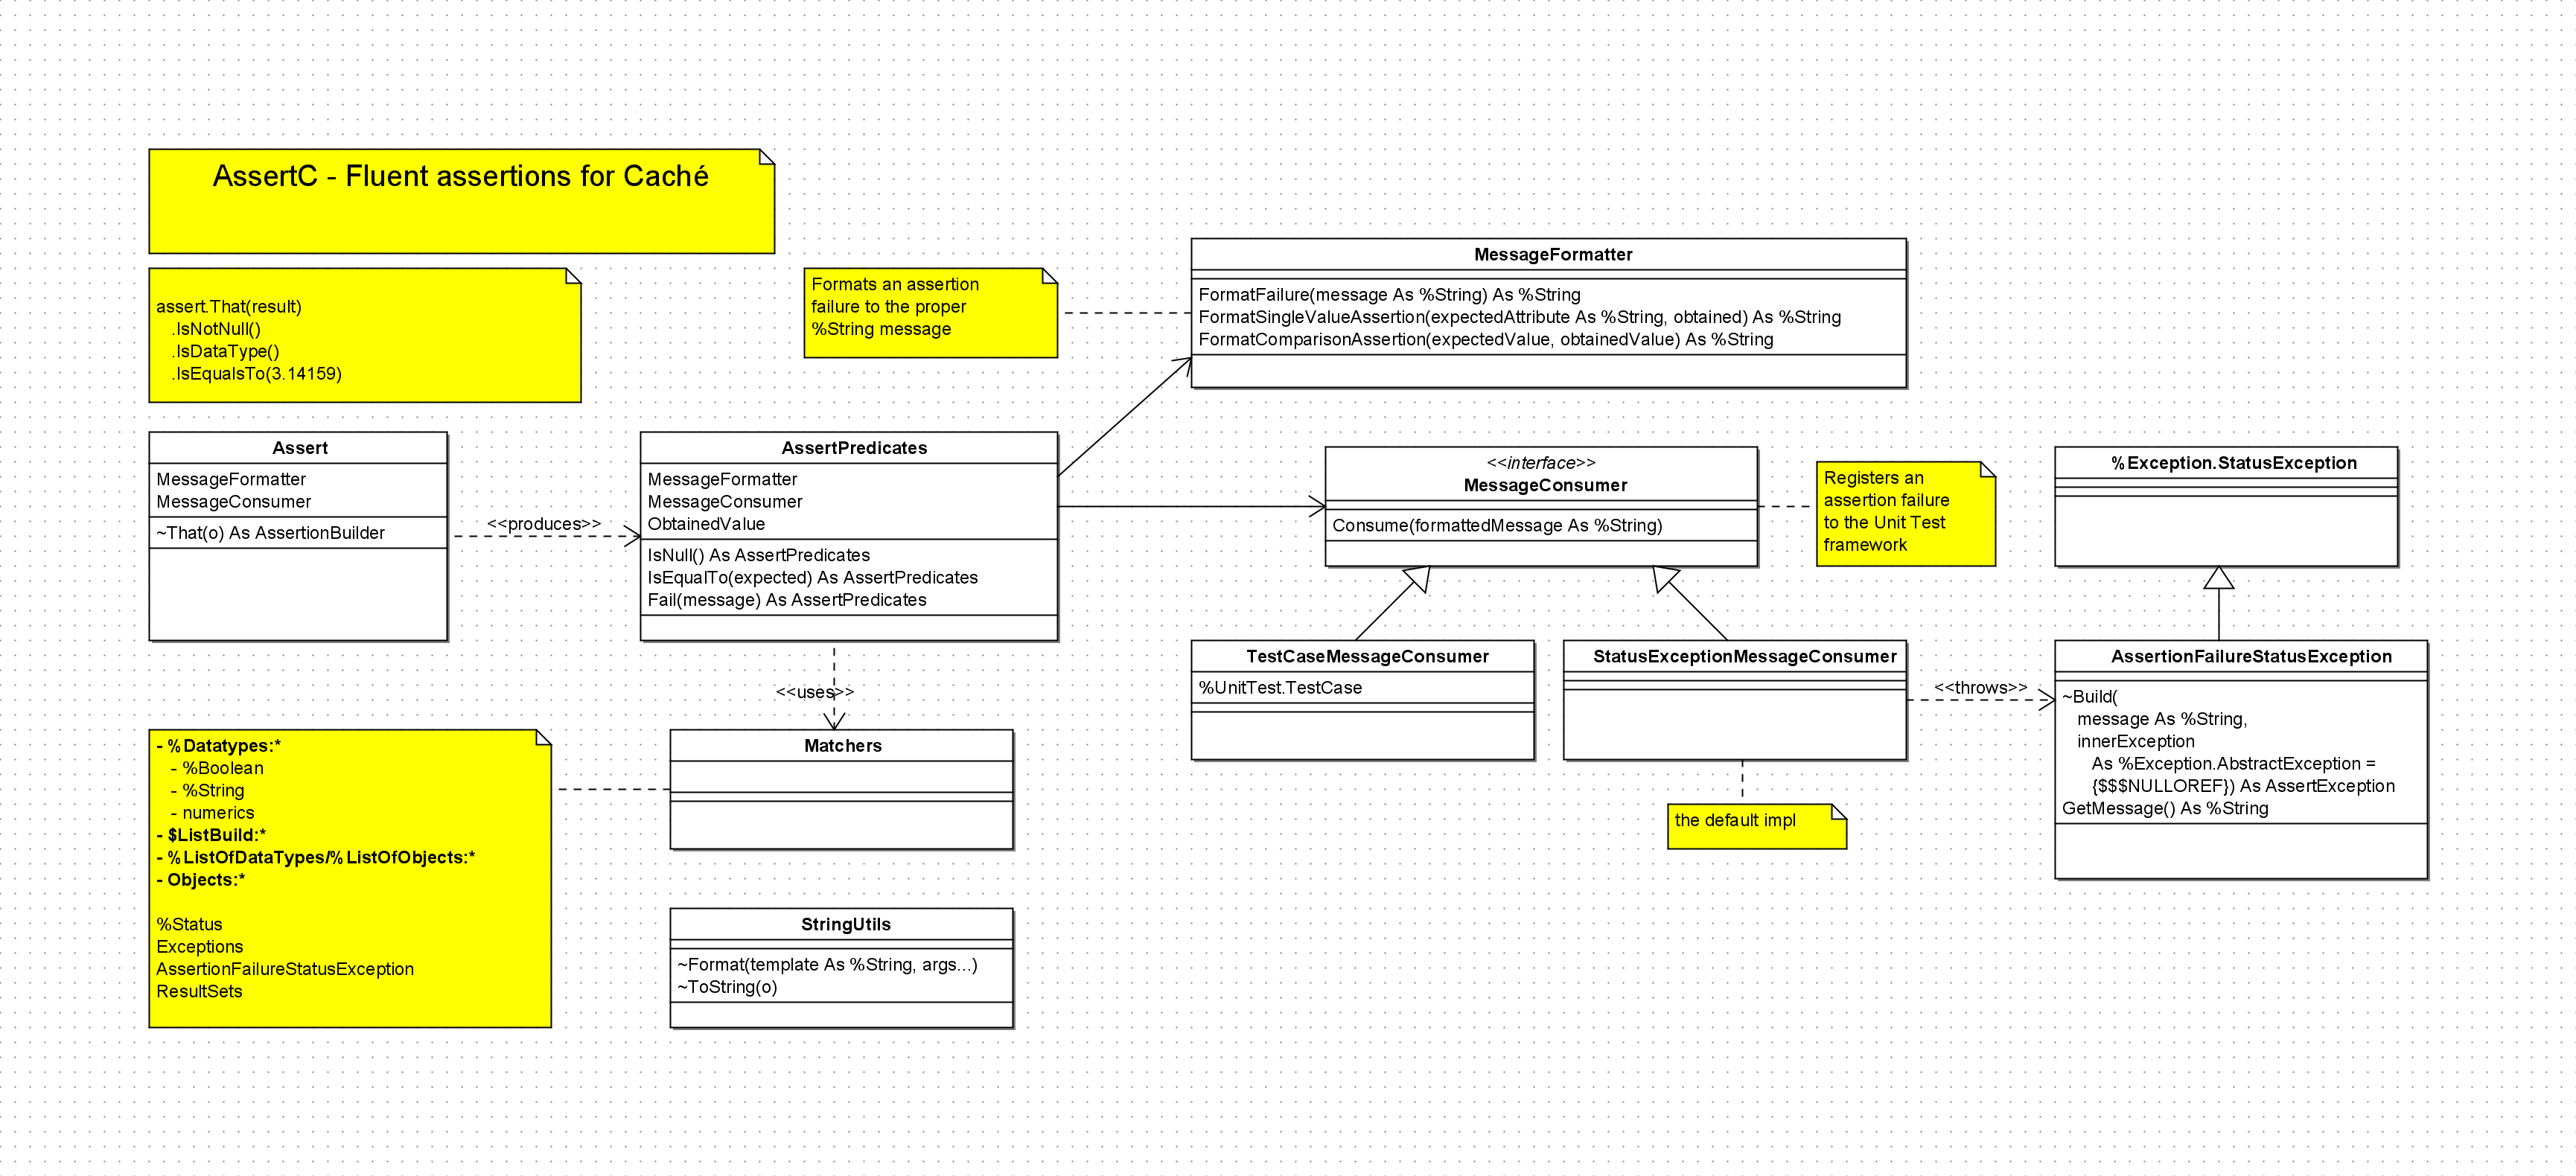 AssertC - Fluent assertions for Caché
assert.That(result)
.IsNotNull()
.IsDataType()
.IsEqualsTo(3.14159)
Formats an assertion
failure to the proper
%String message
MessageFormatter
FormatFailure(message As %String) As %String
FormatSingleValueAssertion(expectedAttribute As %String, obtained) As %String
FormatComparisonAssertion(expectedValue, obtainedValue) As %String
Assert
MessageFormatter
MessageConsumer
~That(o) As AssertionBuilder
<<produces>>
AssertPredicates
MessageFormatter
MessageConsumer
ObtainedValue
IsNull() As AssertPredicates
IsEqualTo(expected) As AssertPredicates
Fail(message) As AssertPredicates
<<interface>>
MessageConsumer
Consume(formattedMessage As %String)
Registers an
assertion failure
to the Unit Test
framework
%Exception.StatusException
<<uses>>
TestCaseMessageConsumer
%UnitTest.TestCase
StatusExceptionMessageConsumer
<<throws>>
AssertionFailureStatusException
~Build(
message As %String,
innerException
As %Exception.AbstractException =
{$$$NULLOREF}) As AssertException
GetMessage() As %String
the default impl
- %Datatypes:*
- %Boolean
- %String
- numerics
- $ListBuild:*
- %ListOfDataTypes/%ListOfObjects:*
- Objects:*
%Status
Exceptions
AssertionFailureStatusException
ResultSets
Matchers
StringUtils
~Format(template As %String, args...)
~ToString(o)